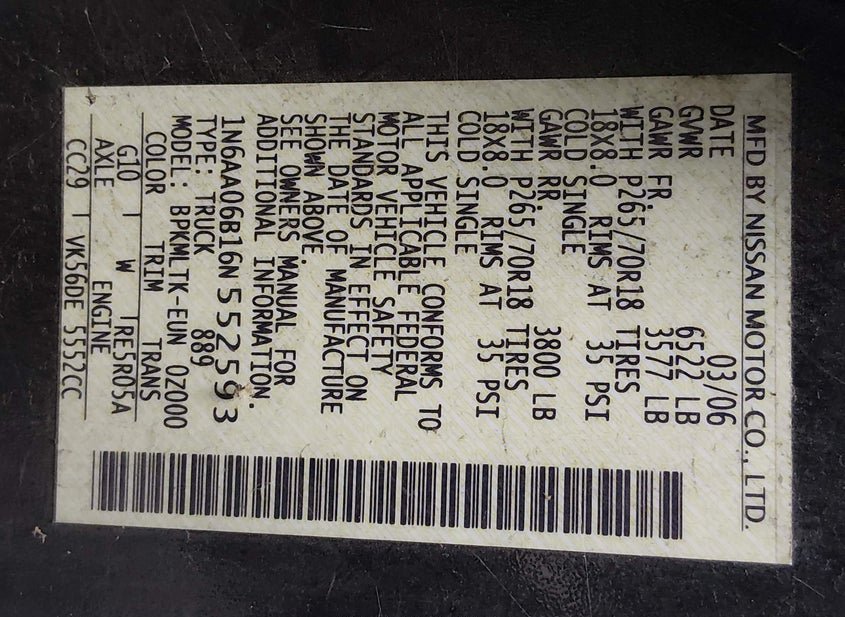 MFD BY NISSAN MOTOR CO., LTD.
DATE 03/06
GVWR 6522 LB
GAWR FR. 3577 LB
WITH P265/70R18 TIRES
18X8.0 RIMS AT 35 PSI
COLD SINGLE
GAWR RR. 3800 LB
WITH P265/70R18 TIRES
18X8.0 RIMS AT 35 PSI
COLD SINGLE
THIS VEHICLE CONFORMS TO
ALL APPLICABLE FEDERAL
MOTOR VEHICLE SAFETY
STANDARDS IN EFFECT ON
THE DATE OF MANUFACTURE
SHOWN ABOVE.
SEE OWNERS MANUAL FOR
ADDITIONAL INFORMATION.
1N6AA06B16N552593
TYPE: TRUCK 889
MODEL: BPKMLTK-EUN 0Z000
COLOR TRIM TRANS
G10 W RE5R05A
AXLE ENGINE
CC29 VK56DE 5552CC